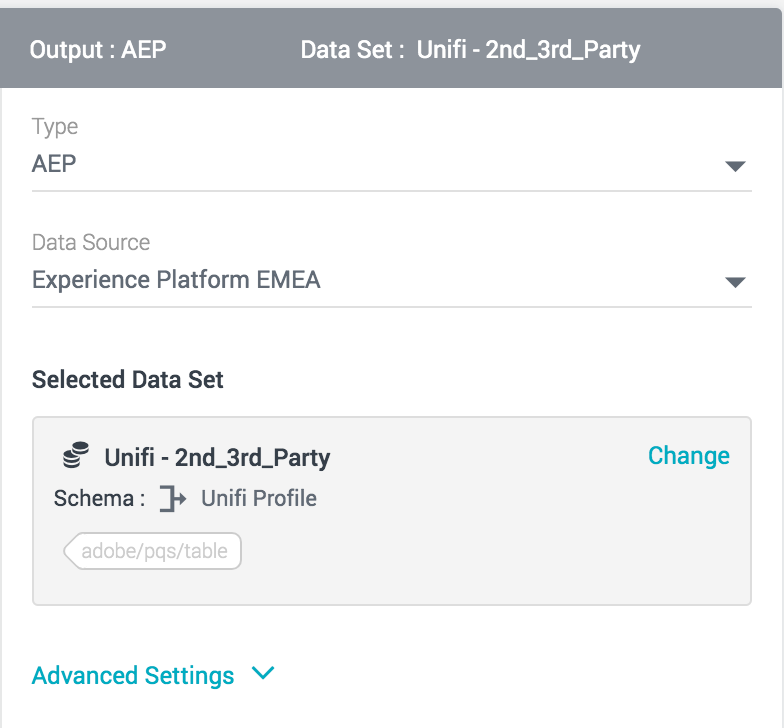 Output : AEP Data Set : Unifi - 2nd_3rd_Party
Type
AEP
Data Source
Experience Platform EMEA
Selected Data Set
Unifi - 2nd_3rd_Party Change
Schema : Unifi Profile
adobe/pqs/table
Advanced Settings